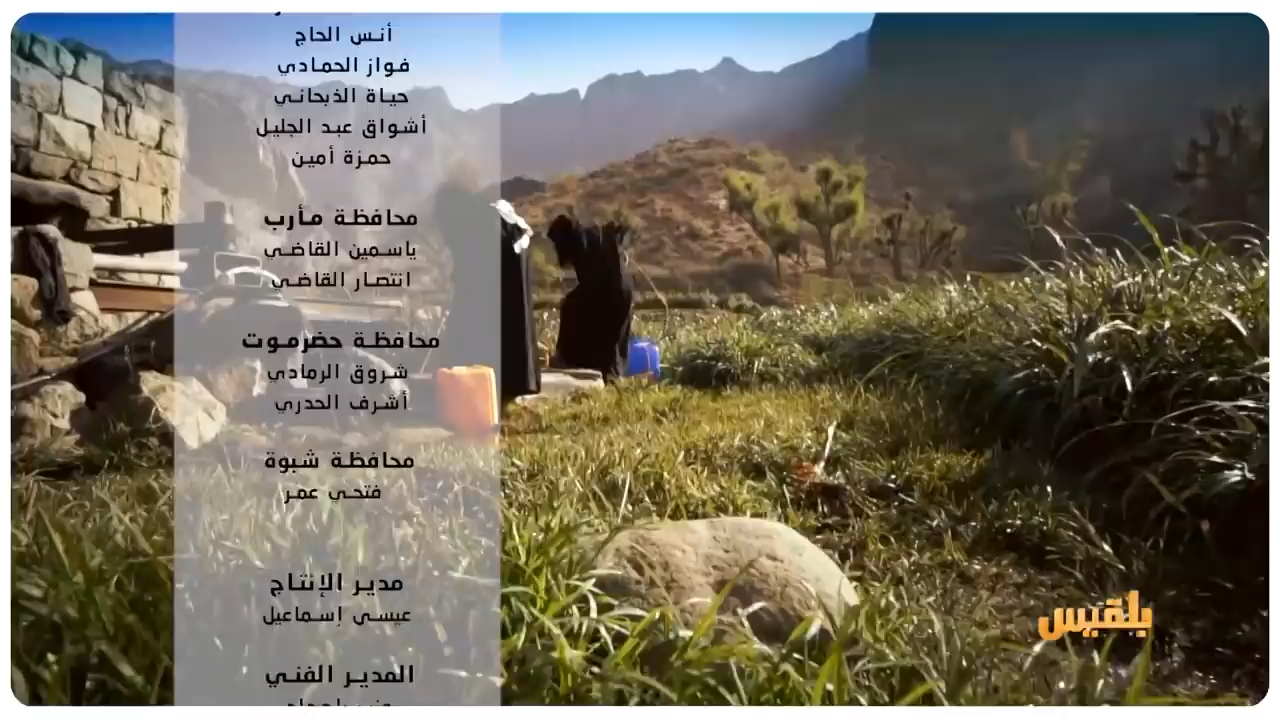 أنس الحاج
فواز الحمادي
حياة الذبحاني
أشواق عبد الجليل
حمزة أمين
محافظة مأرب
ياسمين القاضي
انتصار القاضي
محافظة حضرموت
شروق الرمادي
أشرف الحدري
محافظة شبوة
فتحي عمر
مدير الإنتاج
عيسى إسماعيل
المدير الفني
بلقيس